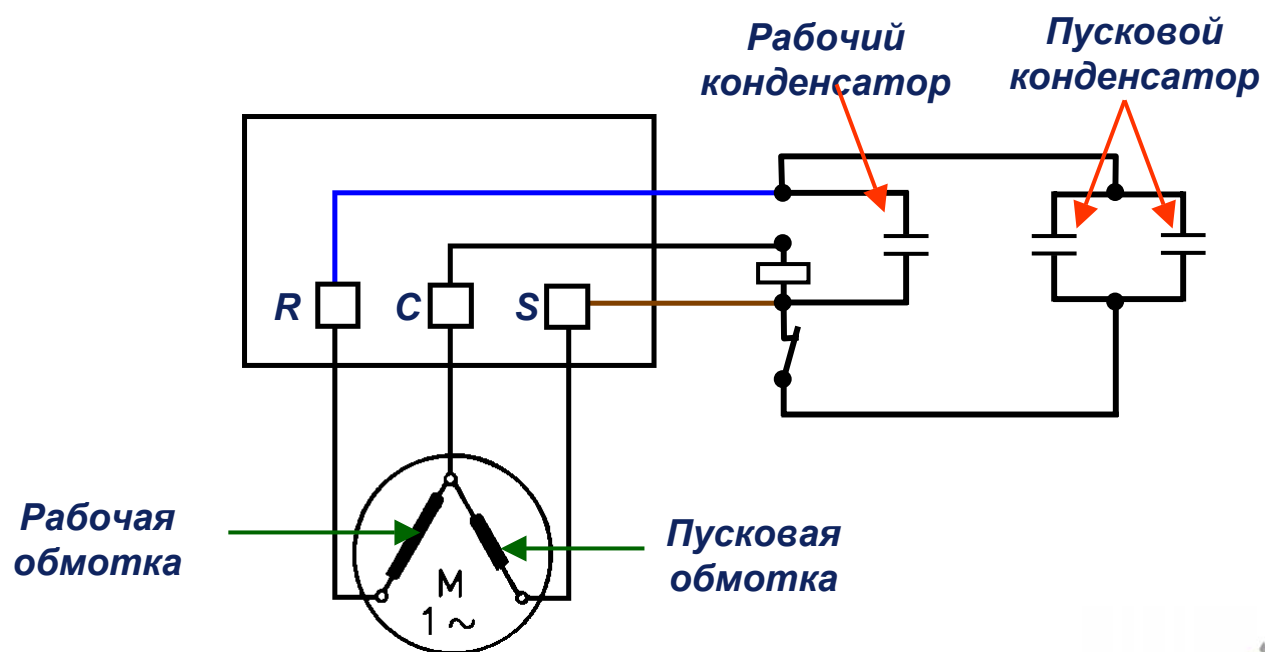 Рабочий
конденсатор
Пусковой
конденсатор
R C S
Рабочая
обмотка
Пусковая
обмотка
M
1 ~